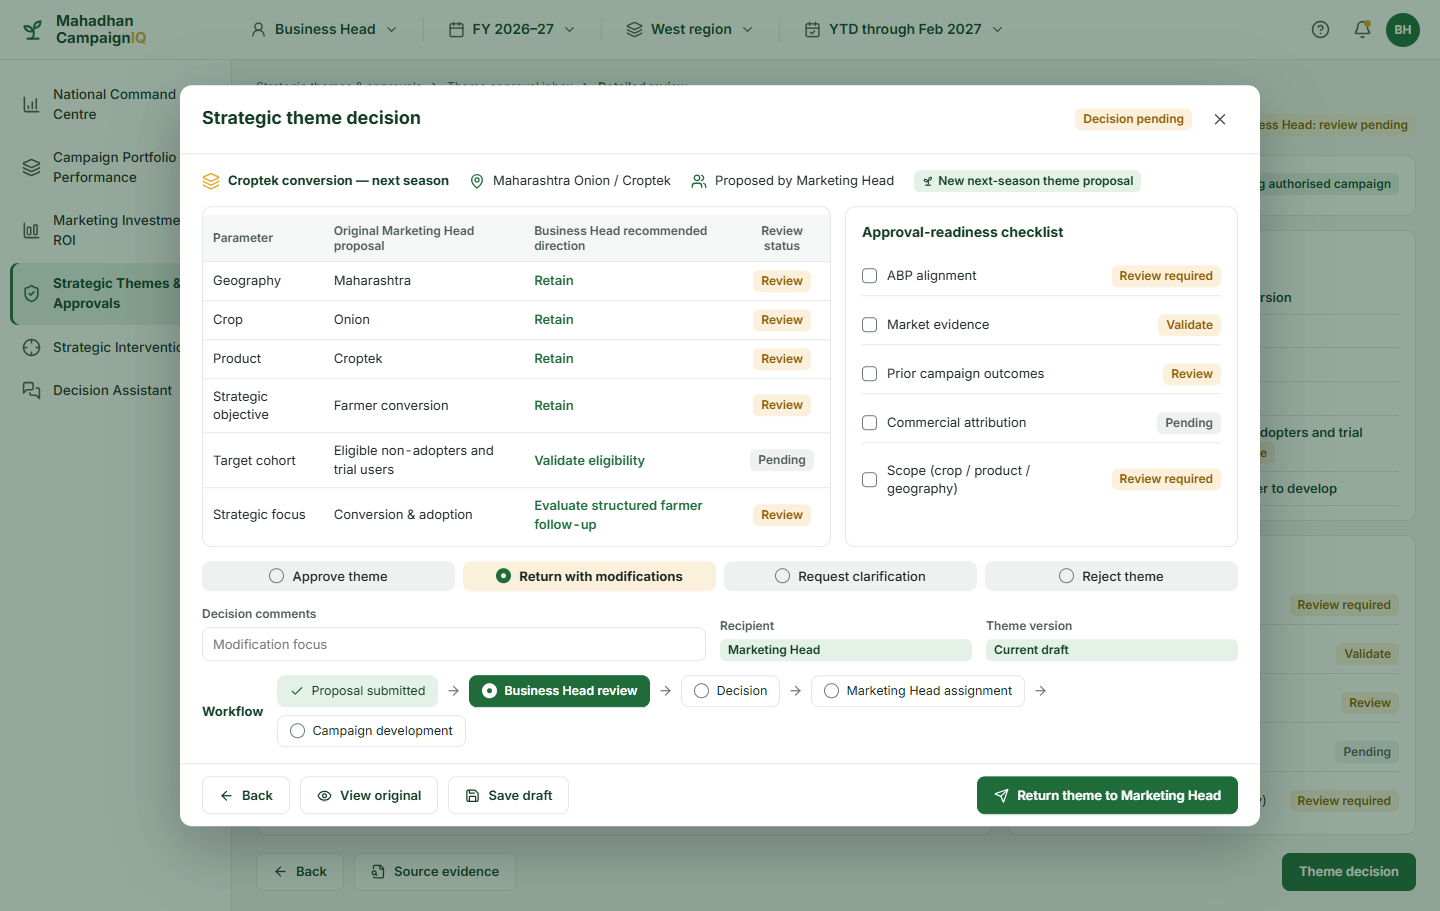 Mahadhan
CampaignIQ
Business Head
FY 2026–27
West region
YTD through Feb 2027
BH
National Command
Centre
Campaign Portfolio
Performance
Marketing Investme
ROI
Strategic Themes &
Approvals
Strategic Interventio
Decision Assistant
Strategic theme decision
Decision pending
ess Head: review pending
Croptek conversion — next season
Maharashtra Onion / Croptek
Proposed by Marketing Head
New next-season theme proposal
g authorised campaign
Parameter
Original Marketing Head
proposal
Business Head recommended
direction
Review
status
Geography
Maharashtra
Retain
Review
Crop
Onion
Retain
Review
Product
Croptek
Retain
Review
Strategic
objective
Farmer conversion
Retain
Review
Target cohort
Eligible non-adopters and
trial users
Validate eligibility
Pending
Strategic focus
Conversion & adoption
Evaluate structured farmer
follow-up
Review
Approval-readiness checklist
ABP alignment
Review required
Market evidence
Validate
Prior campaign outcomes
Review
Commercial attribution
Pending
Scope (crop / product /
geography)
Review required
rsion
dopters and trial
e
er to develop
Approve theme
Return with modifications
Request clarification
Reject theme
Decision comments
Modification focus
Recipient
Marketing Head
Theme version
Current draft
Workflow
Proposal submitted
Business Head review
Decision
Marketing Head assignment
Campaign development
Review required
Validate
Review
Pending
y)
Review required
Back
View original
Save draft
Return theme to Marketing Head
Back
Source evidence
Theme decision